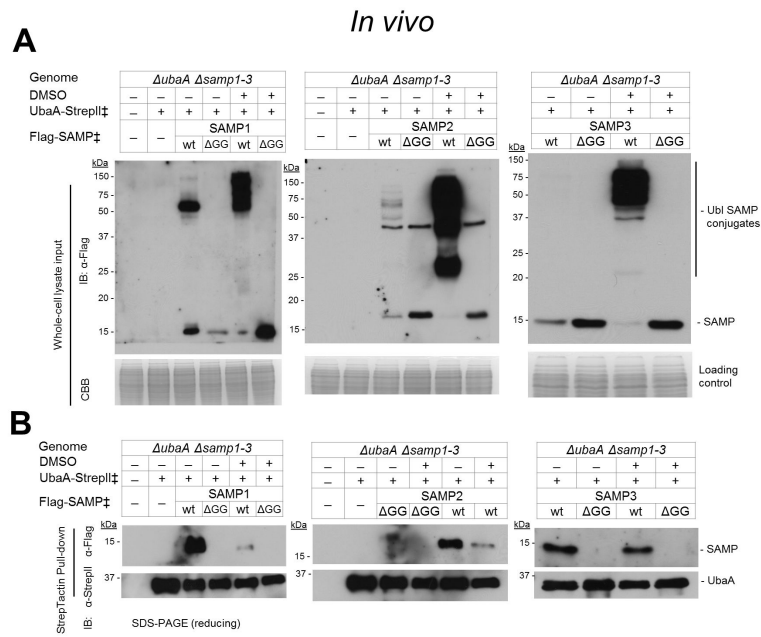 In vivo
A
Genome ΔubaA Δsamp1-3 ΔubaA Δsamp1-3 ΔubaA Δsamp1-3
DMSO – – – – + + – – – – + + – – + +
UbaA-StrepII‡ – + + + + + – + + + + + + + + +
Flag-SAMP‡ – – SAMP1 – – SAMP2 SAMP3
wt ΔGG wt ΔGG wt ΔGG wt ΔGG wt ΔGG wt ΔGG
kDa kDa kDa
150 150 150
75 75 75
50 50 50
37 37 37
25 25 25
20 20 20
15 15 15
Whole-cell lysate input
IB: α-Flag
CBB
- Ubl SAMP
conjugates
- SAMP
Loading
control
B
Genome ΔubaA Δsamp1-3 ΔubaA Δsamp1-3 ΔubaA Δsamp1-3
DMSO – – – – + + – – – + – + – – + +
UbaA-StrepII‡ – + + + + + – + + + + + + + + +
Flag-SAMP‡ – – SAMP1 – – SAMP2 SAMP3
wt ΔGG wt ΔGG ΔGG ΔGG wt wt wt ΔGG wt ΔGG
kDa kDa kDa
15 15 15
37 37 37
StrepTactin Pull-down
IB: α-StrepII α-Flag
- SAMP
- UbaA
SDS-PAGE (reducing)